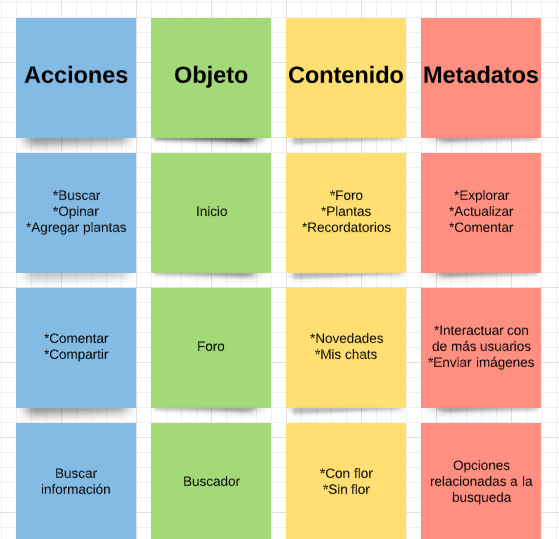 Acciones
Objeto
Contenido
Metadatos
*Buscar
*Opinar
*Agregar plantas
Inicio
*Foro
*Plantas
*Recordatorios
*Explorar
*Actualizar
*Comentar
*Comentar
*Compartir
Foro
*Novedades
*Mis chats
*Interactuar con
de más usuarios
*Enviar imágenes
Buscar
información
Buscador
*Con flor
*Sin flor
Opciones
relacionadas a la
busqueda